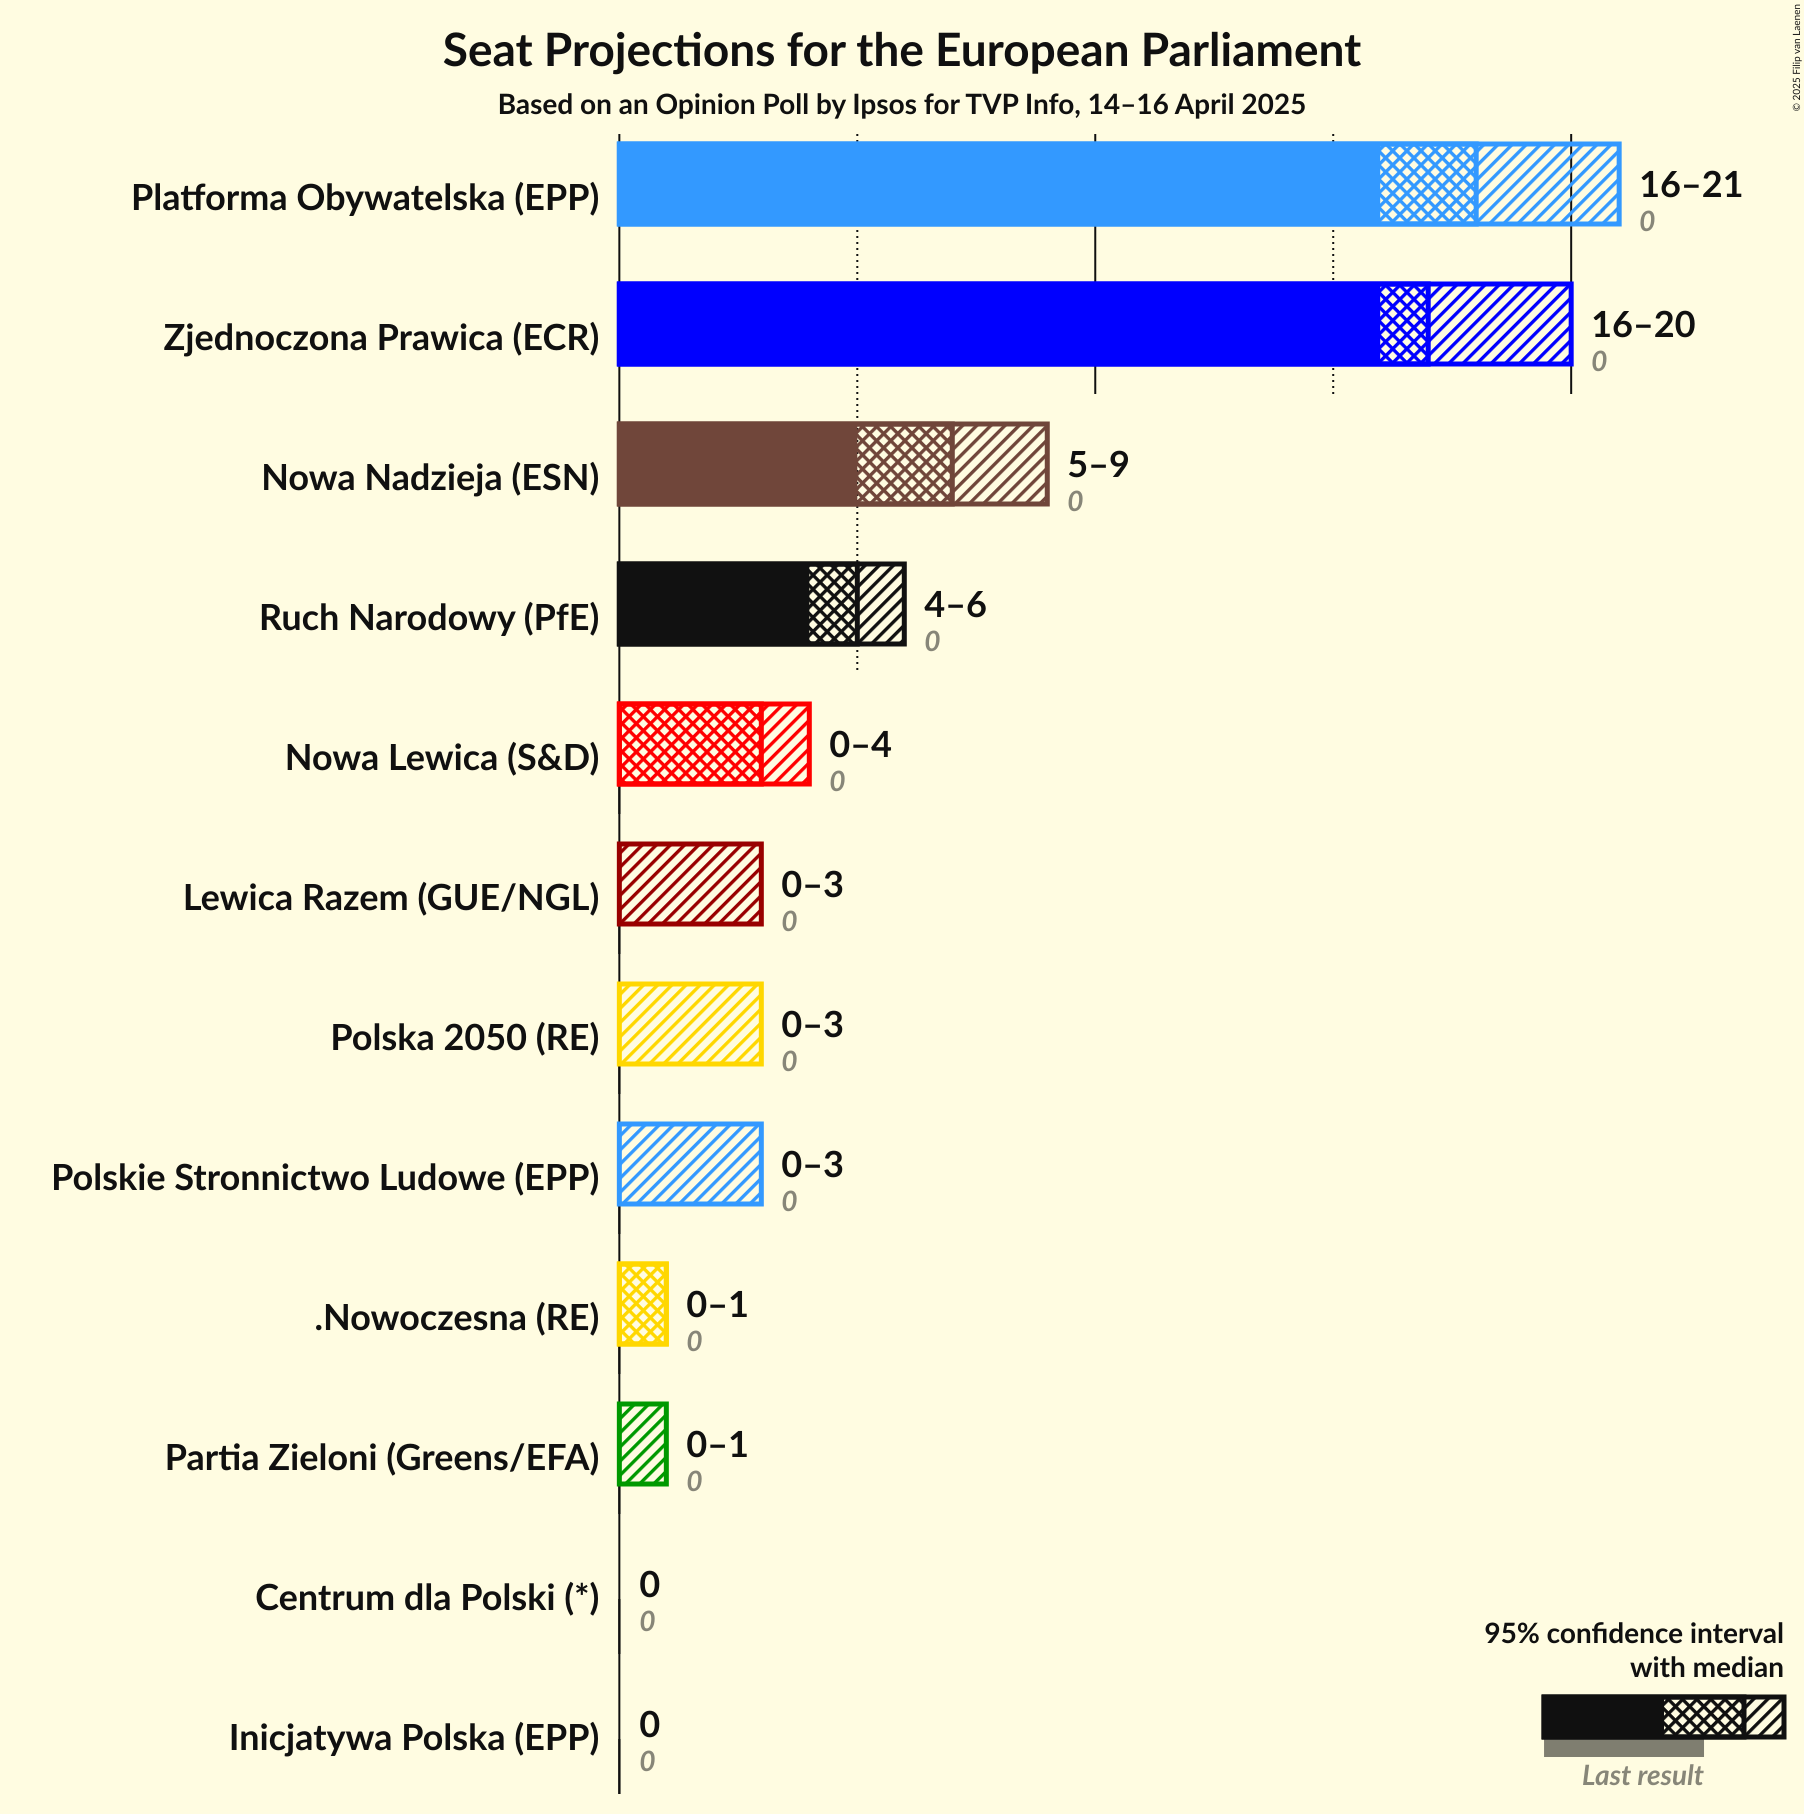 Seat Projections for the European Parliament
Based on an Opinion Poll by Ipsos for TVP Info, 14–16 April 2025
© 2025 Filip van Laenen
Platforma Obywatelska (EPP)
16–21
0
Zjednoczona Prawica (ECR)
16–20
0
Nowa Nadzieja (ESN)
5–9
0
Ruch Narodowy (PfE)
4–6
0
Nowa Lewica (S&D)
0–4
0
Lewica Razem (GUE/NGL)
0–3
0
Polska 2050 (RE)
0–3
0
Polskie Stronnictwo Ludowe (EPP)
0–3
0
.Nowoczesna (RE)
0–1
0
Partia Zieloni (Greens/EFA)
0–1
0
Centrum dla Polski (*)
0
0
Inicjatywa Polska (EPP)
0
0
95% confidence interval
with median
Last result